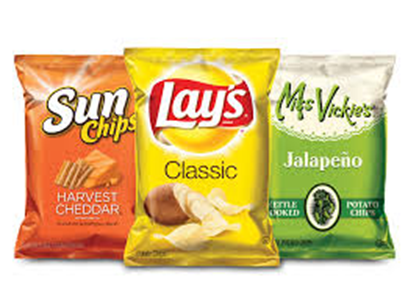 Sun
Chips
HARVEST
CHEDDAR
Lay's
Classic
Miss Vickie's
Jalapeño
KETTLE
COOKED
POTATO
CHIPS